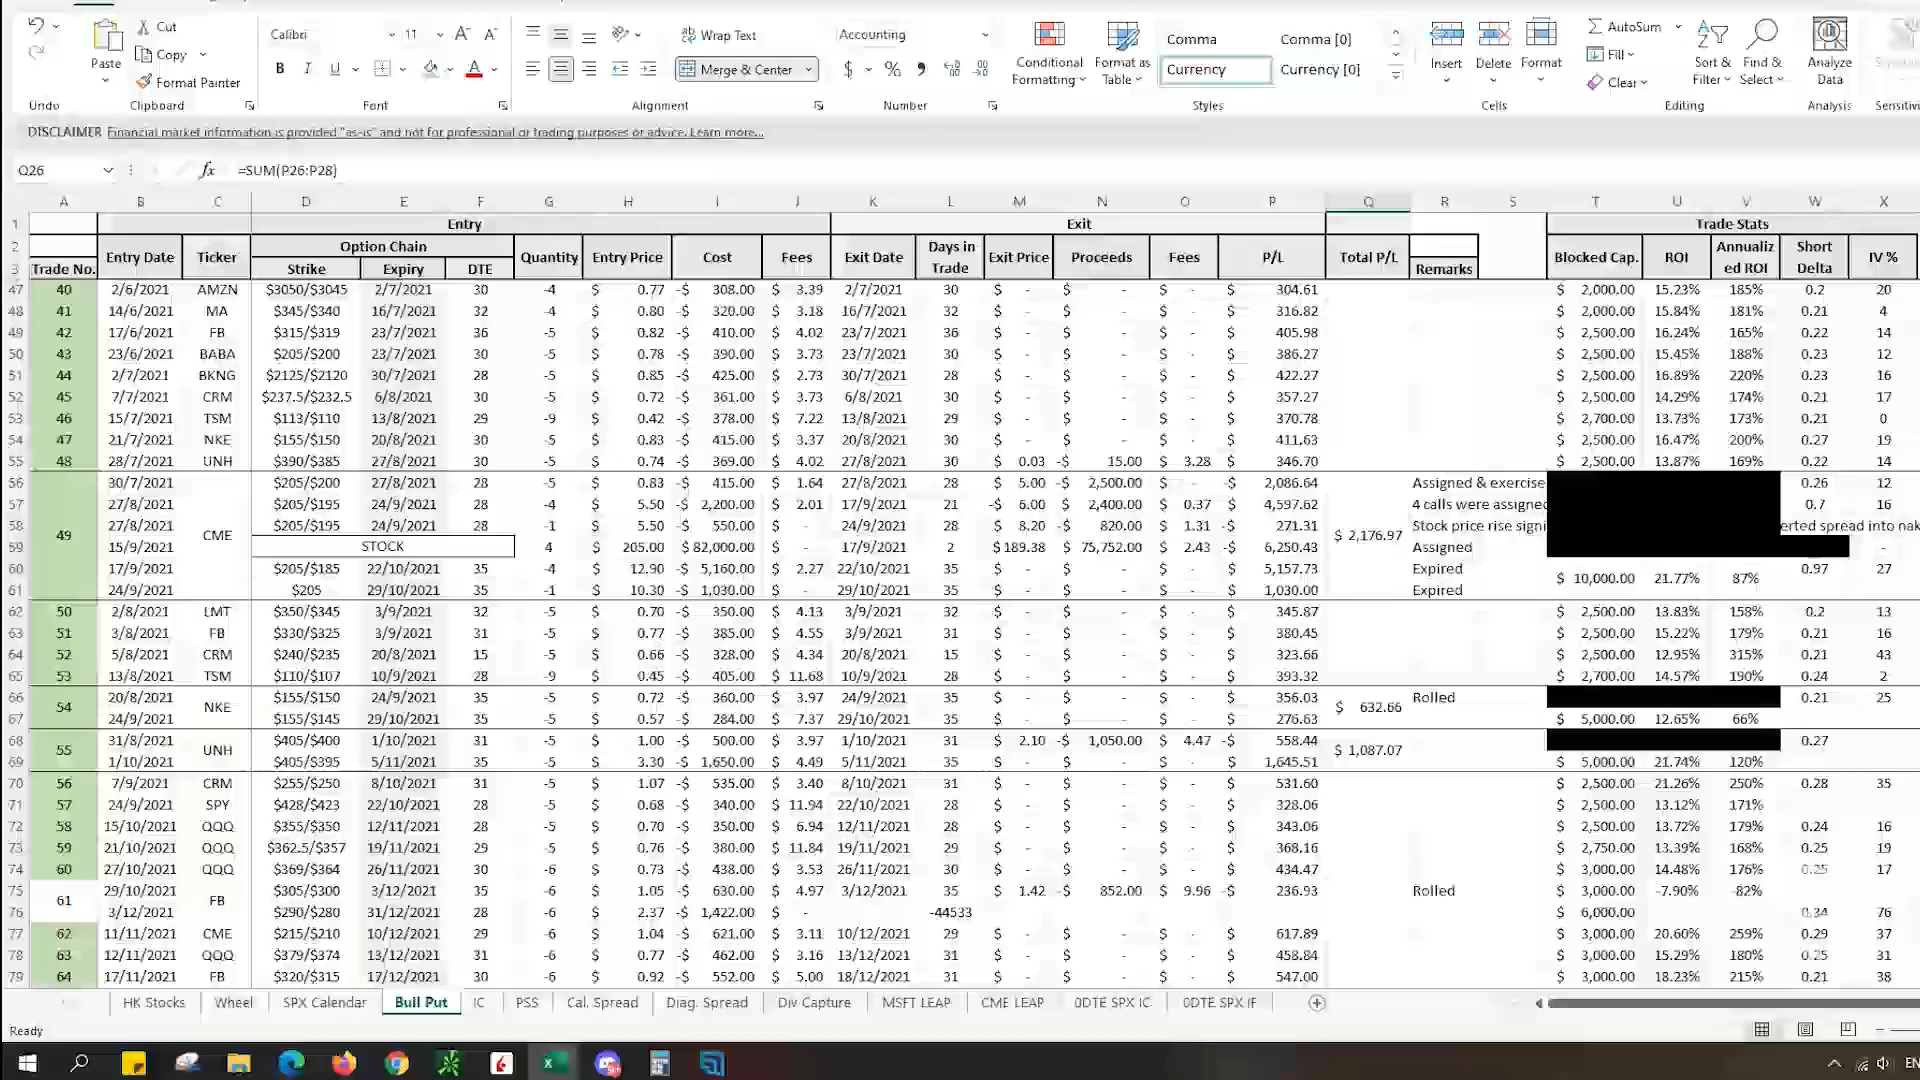 Cut
Calibri 11 A^ A˅ Wrap Text Accounting Comma Comma [0] AutoSum
Paste Copy Conditional Format as Insert Delete Format Fill Sort & Find & Analyze
Format Painter B I U A Merge & Center $ % 9 Formatting Table Currency Currency [0] Clear Filter Select Data
Undo Clipboard Font Alignment Number Styles Cells Editing Analysis Sensitivi
DISCLAIMER Financial market information is provided "as-is" and not for professional or trading purposes or advice. Learn more...
Q26 fx =SUM(P26:P28)
A B C D E F G H I J K L M N O P Q R S T U V W X
1 Entry Exit Trade Stats
2 Entry Date Ticker Option Chain Quantity Entry Price Cost Fees Exit Date Days in Trade Exit Price Proceeds Fees P/L Total P/L Blocked Cap. ROI Annualiz ed ROI Short Delta IV %
3 Trade No. Strike Expiry DTE Remarks
47 40 2/6/2021 AMZN $3050/$3045 2/7/2021 30 -4 $ 0.77 -$ 308.00 $ 3.39 2/7/2021 30 $ - $ - $ - $ 304.61 $ 2,000.00 15.23% 185% 0.2 20
48 41 14/6/2021 MA $345/$340 16/7/2021 32 -4 $ 0.80 -$ 320.00 $ 3.18 16/7/2021 32 $ - $ - $ - $ 316.82 $ 2,000.00 15.84% 181% 0.21 4
49 42 17/6/2021 FB $315/$319 23/7/2021 36 -5 $ 0.82 -$ 410.00 $ 4.02 23/7/2021 36 $ - $ - $ - $ 405.98 $ 2,500.00 16.24% 165% 0.22 14
50 43 23/6/2021 BABA $205/$200 23/7/2021 30 -5 $ 0.78 -$ 390.00 $ 3.73 23/7/2021 30 $ - $ - $ - $ 386.27 $ 2,500.00 15.45% 188% 0.23 12
51 44 2/7/2021 BKNG $2125/$2120 30/7/2021 28 -5 $ 0.85 -$ 425.00 $ 2.73 30/7/2021 28 $ - $ - $ - $ 422.27 $ 2,500.00 16.89% 220% 0.23 16
52 45 7/7/2021 CRM $237.5/$232.5 6/8/2021 30 -5 $ 0.72 -$ 361.00 $ 3.73 6/8/2021 30 $ - $ - $ - $ 357.27 $ 2,500.00 14.29% 174% 0.21 17
53 46 15/7/2021 TSM $113/$110 13/8/2021 29 -9 $ 0.42 -$ 378.00 $ 7.22 13/8/2021 29 $ - $ - $ - $ 370.78 $ 2,700.00 13.73% 173% 0.21 0
54 47 21/7/2021 NKE $155/$150 20/8/2021 30 -5 $ 0.83 -$ 415.00 $ 3.37 20/8/2021 30 $ - $ - $ - $ 411.63 $ 2,500.00 16.47% 200% 0.27 19
55 48 28/7/2021 UNH $390/$385 27/8/2021 30 -5 $ 0.74 -$ 369.00 $ 4.02 27/8/2021 30 $ 0.03 -$ 15.00 $ 3.28 $ 346.70 $ 2,500.00 13.87% 169% 0.22 14
56 30/7/2021 $205/$200 27/8/2021 28 -5 $ 0.83 -$ 415.00 $ 1.64 27/8/2021 28 $ 5.00 -$ 2,500.00 $ - -$ 2,086.64 Assigned & exercise 0.26 12
57 27/8/2021 $205/$195 24/9/2021 28 -4 $ 5.50 -$ 2,200.00 $ 2.01 17/9/2021 21 -$ 6.00 $ 2,400.00 $ 0.37 $ 4,597.62 4 calls were assigned 0.7 16
58 27/8/2021 $205/$195 24/9/2021 28 -1 $ 5.50 -$ 550.00 $ - 24/9/2021 28 $ 8.20 -$ 820.00 $ 1.31 -$ 271.31 Stock price rise signi erted spread into nak
49 CME $ 2,176.97
59 15/9/2021 STOCK 4 $ 205.00 $ 82,000.00 $ - 17/9/2021 2 $ 189.38 $ 75,752.00 $ 2.43 -$ 6,250.43 Assigned -
60 17/9/2021 $205/$185 22/10/2021 35 -4 $ 12.90 -$ 5,160.00 $ 2.27 22/10/2021 35 $ - $ - $ - $ 5,157.73 Expired 0.97 27
$ 10,000.00 21.77% 87%
61 24/9/2021 $205 29/10/2021 35 -1 $ 10.30 -$ 1,030.00 $ - 29/10/2021 35 $ - $ - $ - $ 1,030.00 Expired
62 50 2/8/2021 LMT $350/$345 3/9/2021 32 -5 $ 0.70 -$ 350.00 $ 4.13 3/9/2021 32 $ - $ - $ - $ 345.87 $ 2,500.00 13.83% 158% 0.2 13
63 51 3/8/2021 FB $330/$325 3/9/2021 31 -5 $ 0.77 -$ 385.00 $ 4.55 3/9/2021 31 $ - $ - $ - $ 380.45 $ 2,500.00 15.22% 179% 0.21 16
64 52 5/8/2021 CRM $240/$235 20/8/2021 15 -5 $ 0.66 -$ 328.00 $ 4.34 20/8/2021 15 $ - $ - $ - $ 323.66 $ 2,500.00 12.95% 315% 0.21 43
65 53 13/8/2021 TSM $110/$107 10/9/2021 28 -9 $ 0.45 -$ 405.00 $ 11.68 10/9/2021 28 $ - $ - $ - $ 393.32 $ 2,700.00 14.57% 190% 0.24 2
66 20/8/2021 $155/$150 24/9/2021 35 -5 $ 0.72 -$ 360.00 $ 3.97 24/9/2021 35 $ - $ - $ - $ 356.03 Rolled 0.21 25
54 NKE $ 632.66
67 24/9/2021 $155/$145 29/10/2021 35 -5 $ 0.57 -$ 284.00 $ 7.37 29/10/2021 35 $ - $ - $ - $ 276.63 $ 5,000.00 12.65% 66%
68 31/8/2021 $405/$400 1/10/2021 31 -5 $ 1.00 -$ 500.00 $ 3.97 1/10/2021 31 $ 2.10 -$ 1,050.00 $ 4.47 -$ 558.44 0.27
55 UNH $ 1,087.07
69 1/10/2021 $405/$395 5/11/2021 35 -5 $ 3.30 -$ 1,650.00 $ 4.49 5/11/2021 35 $ - $ - $ - $ 1,645.51 $ 5,000.00 21.74% 120%
70 56 7/9/2021 CRM $255/$250 8/10/2021 31 -5 $ 1.07 -$ 535.00 $ 3.40 8/10/2021 31 $ - $ - $ - $ 531.60 $ 2,500.00 21.26% 250% 0.28 35
71 57 24/9/2021 SPY $428/$423 22/10/2021 28 -5 $ 0.68 -$ 340.00 $ 11.94 22/10/2021 28 $ - $ - $ - $ 328.06 $ 2,500.00 13.12% 171%
72 58 15/10/2021 QQQ $355/$350 12/11/2021 28 -5 $ 0.70 -$ 350.00 $ 6.94 12/11/2021 28 $ - $ - $ - $ 343.06 $ 2,500.00 13.72% 179% 0.24 16
73 59 21/10/2021 QQQ $362.5/$357 19/11/2021 29 -5 $ 0.76 -$ 380.00 $ 11.84 19/11/2021 29 $ - $ - $ - $ 368.16 $ 2,750.00 13.39% 168% 0.25 19
74 60 27/10/2021 QQQ $369/$364 26/11/2021 30 -6 $ 0.73 -$ 438.00 $ 3.53 26/11/2021 30 $ - $ - $ - $ 434.47 $ 3,000.00 14.48% 176% 0.25 17
75 29/10/2021 $305/$300 3/12/2021 35 -6 $ 1.05 -$ 630.00 $ 4.97 3/12/2021 35 $ 1.42 -$ 852.00 $ 9.96 -$ 236.93 Rolled $ 3,000.00 -7.90% -82%
61 FB
76 3/12/2021 $290/$280 31/12/2021 28 -6 $ 2.37 -$ 1,422.00 $ - -44533 $ 6,000.00 0.34 76
77 62 11/11/2021 CME $215/$210 10/12/2021 29 -6 $ 1.04 -$ 621.00 $ 3.11 10/12/2021 29 $ - $ - $ - $ 617.89 $ 3,000.00 20.60% 259% 0.29 37
78 63 12/11/2021 QQQ $379/$374 13/12/2021 31 -6 $ 0.77 -$ 462.00 $ 3.16 13/12/2021 31 $ - $ - $ - $ 458.84 $ 3,000.00 15.29% 180% 0.25 31
79 64 17/11/2021 FB $320/$315 17/12/2021 30 -6 $ 0.92 -$ 552.00 $ 5.00 18/12/2021 31 $ - $ - $ - $ 547.00 $ 3,000.00 18.23% 215% 0.21 38
HK Stocks Wheel SPX Calendar Bull Put IC PSS Cal. Spread Diag. Spread Div Capture MSFT LEAP CME LEAP 0DTE SPX IC 0DTE SPX IF
Ready
EN